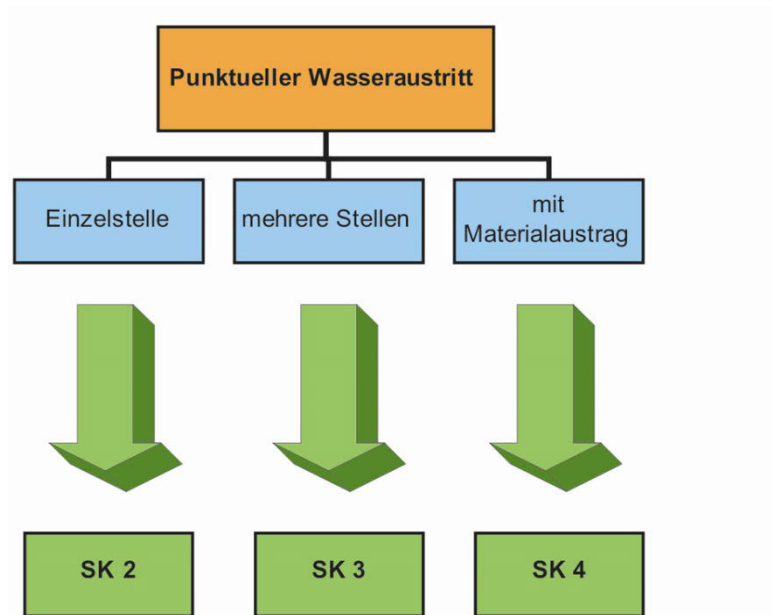 Punktueller Wasseraustritt
Einzelstelle
mehrere Stellen
mit
Materialaustrag
SK 2
SK 3
SK 4